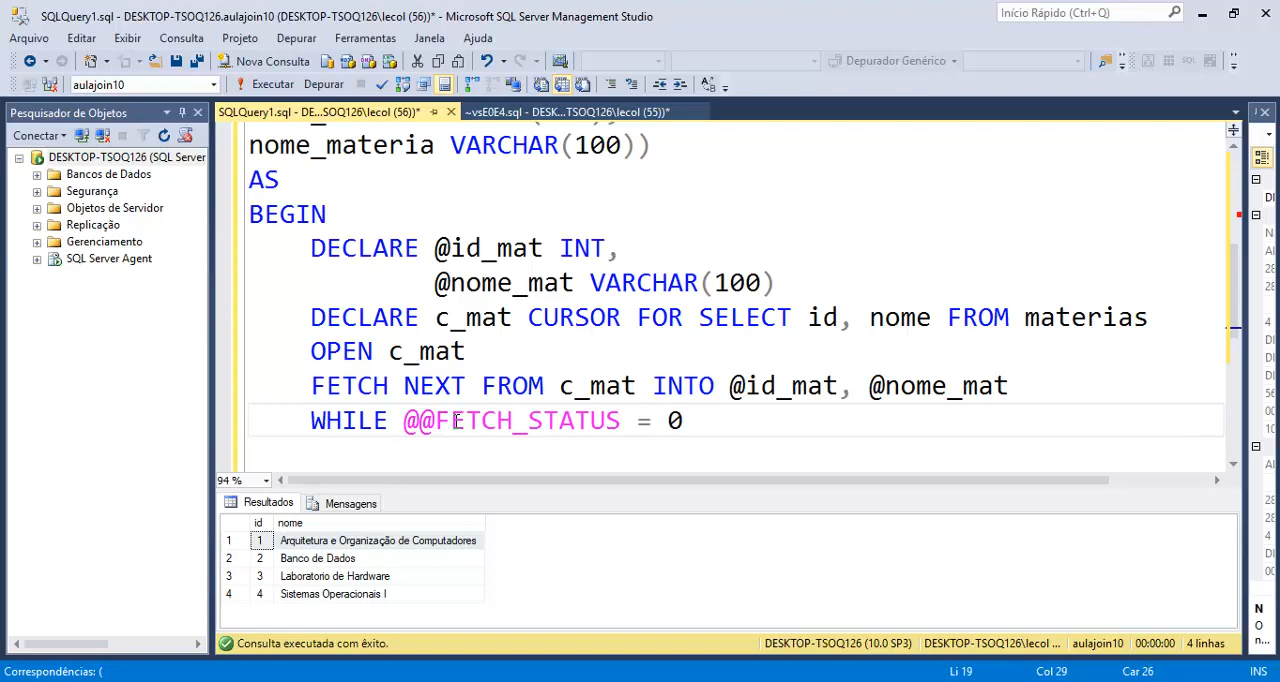 SQLQuery1.sql - DESKTOP-TSOQ126.aulajoin10 (DESKTOP-TSOQ126\lecol (56))* - Microsoft SQL Server Management Studio
Início Rápido (Ctrl+Q)
Arquivo Editar Exibir Consulta Projeto Depurar Ferramentas Janela Ajuda
Nova Consulta
Depurador Genérico
aulajoin10
Executar Depurar
Pesquisador de Objetos
SQLQuery1.sql - DE...SOQ126\lecol (56))*
~vsE0E4.sql - DESK...TSOQ126\lecol (55))*
Conectar
DESKTOP-TSOQ126 (SQL Server
Bancos de Dados
Segurança
Objetos de Servidor
Replicação
Gerenciamento
SQL Server Agent
nome_materia VARCHAR(100))
AS
BEGIN
DECLARE @id_mat INT,
@nome_mat VARCHAR(100)
DECLARE c_mat CURSOR FOR SELECT id, nome FROM materias
OPEN c_mat
FETCH NEXT FROM c_mat INTO @id_mat, @nome_mat
WHILE @@FETCH_STATUS = 0
94 %
Resultados Mensagens
id nome
1 1 Arquitetura e Organização de Computadores
2 2 Banco de Dados
3 3 Laboratorio de Hardware
4 4 Sistemas Operacionais I
Consulta executada com êxito.
DESKTOP-TSOQ126 (10.0 SP3) DESKTOP-TSOQ126\lecol ... aulajoin10 00:00:00 4 linhas
Correspondências: (
Li 19 Col 29 Car 26 INS